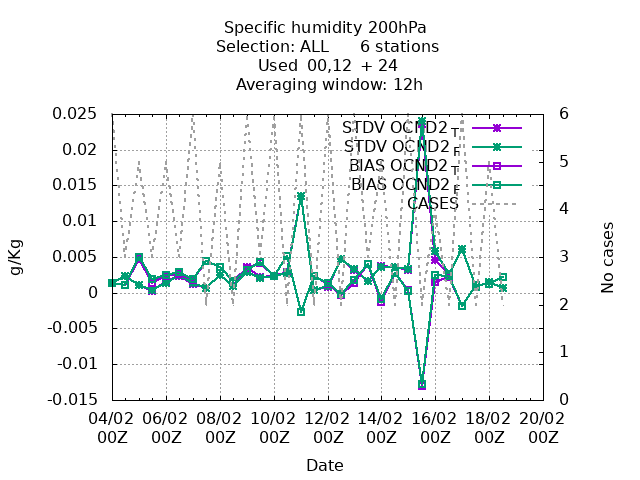 Specific humidity 200hPa
Selection: ALL 6 stations
Used 00,12 + 24
Averaging window: 12h
STDV OCND2 T
STDV OCND2 F
BIAS OCND2 T
BIAS OCND2 F
CASES
0.025
0.02
0.015
0.01
0.005
0
-0.005
-0.01
-0.015
g/Kg
6
5
4
3
2
1
0
No cases
04/02 06/02 08/02 10/02 12/02 14/02 16/02 18/02 20/02
00Z 00Z 00Z 00Z 00Z 00Z 00Z 00Z 00Z
Date